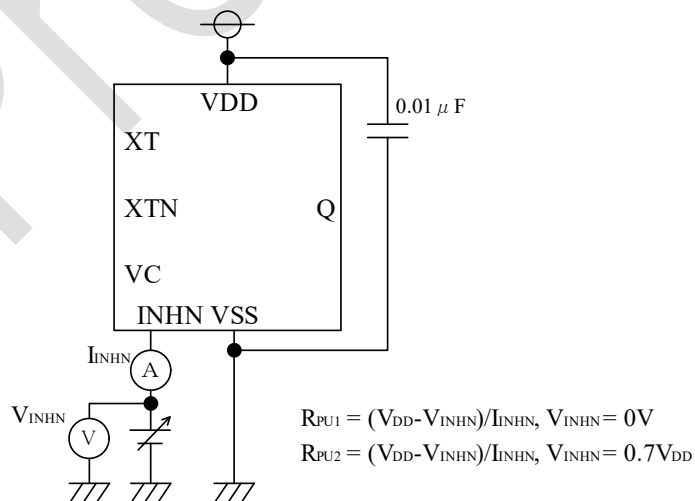 VDD
0.01 μ F
XT
XTN
Q
VC
INHN VSS
IINHN
A
VINHN
V
RPU1 = (VDD-VINHN)/IINHN, VINHN= 0V
RPU2 = (VDD-VINHN)/IINHN, VINHN= 0.7VDD